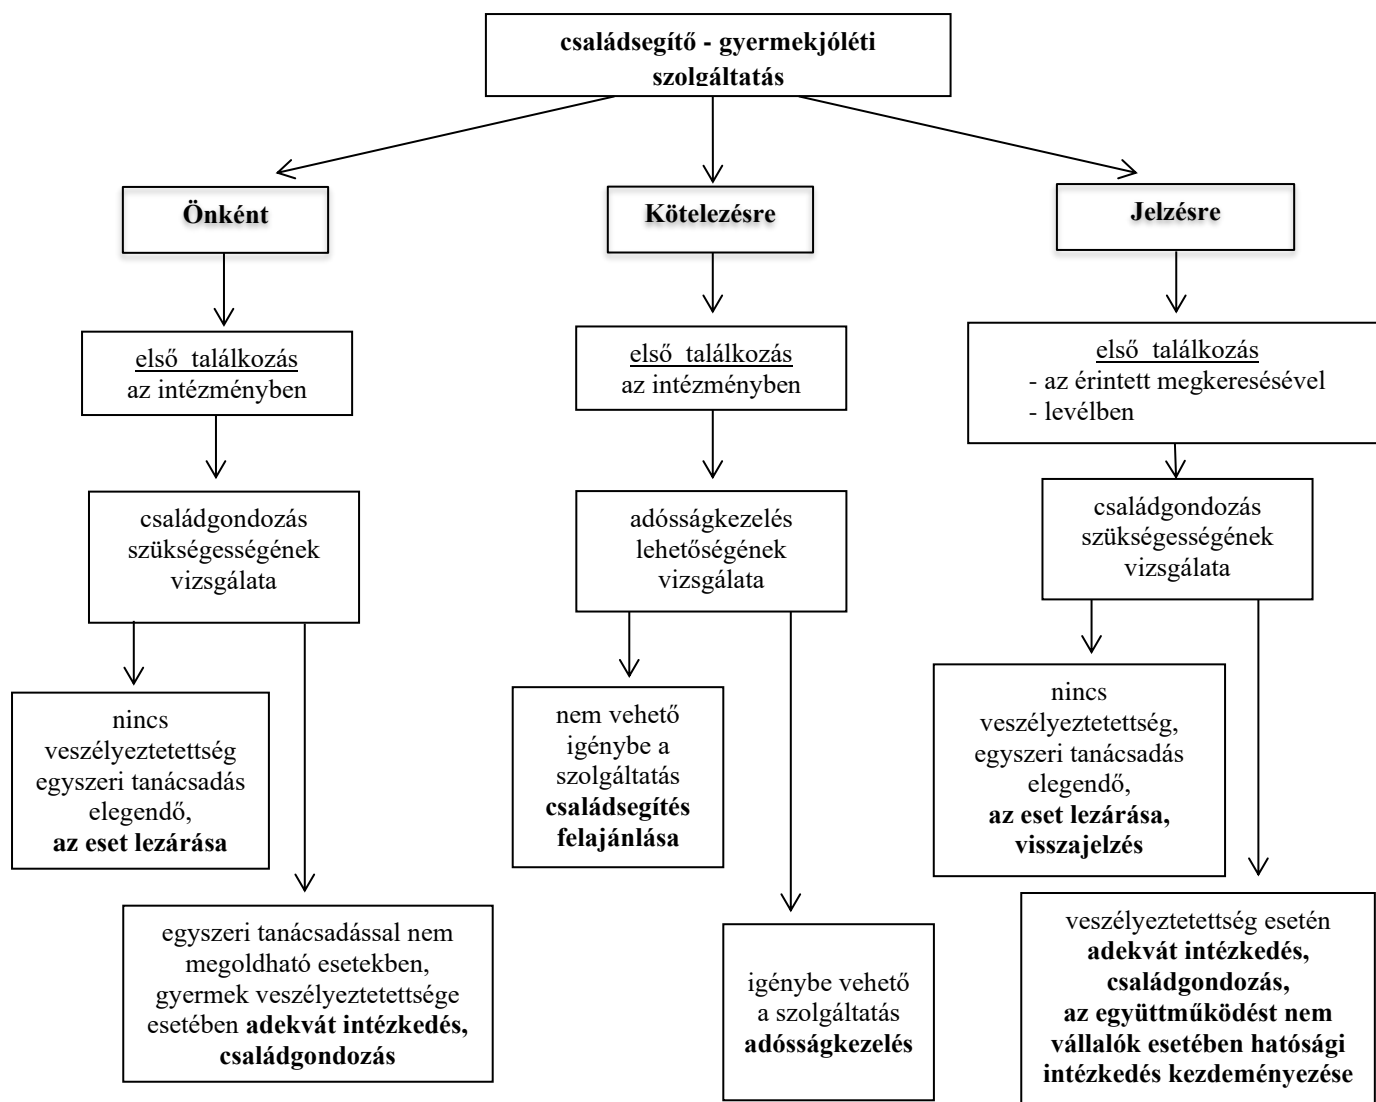 családsegítő - gyermekjóléti
szolgáltatás
Önként
Kötelezésre
Jelzésre
első találkozás
az intézményben
első találkozás
az intézményben
első találkozás
- az érintett megkeresésével
- levélben
családgondozás
szükségességének
vizsgálata
adósságkezelés
lehetőségének
vizsgálata
családgondozás
szükségességének
vizsgálata
nincs
veszélyeztetettség
egyszeri tanácsadás
elegendő,
az eset lezárása
nem vehető
igénybe a
szolgáltatás
családsegítés
felajánlása
nincs
veszélyeztetettség,
egyszeri tanácsadás
elegendő,
az eset lezárása,
visszajelzés
egyszeri tanácsadással nem
megoldható esetekben,
gyermek veszélyeztetettsége
esetében adekvát intézkedés,
családgondozás
igénybe vehető
a szolgáltatás
adósságkezelés
veszélyeztetettség esetén
adekvát intézkedés,
családgondozás,
az együttműködést nem
vállalók esetében hatósági
intézkedés kezdeményezése